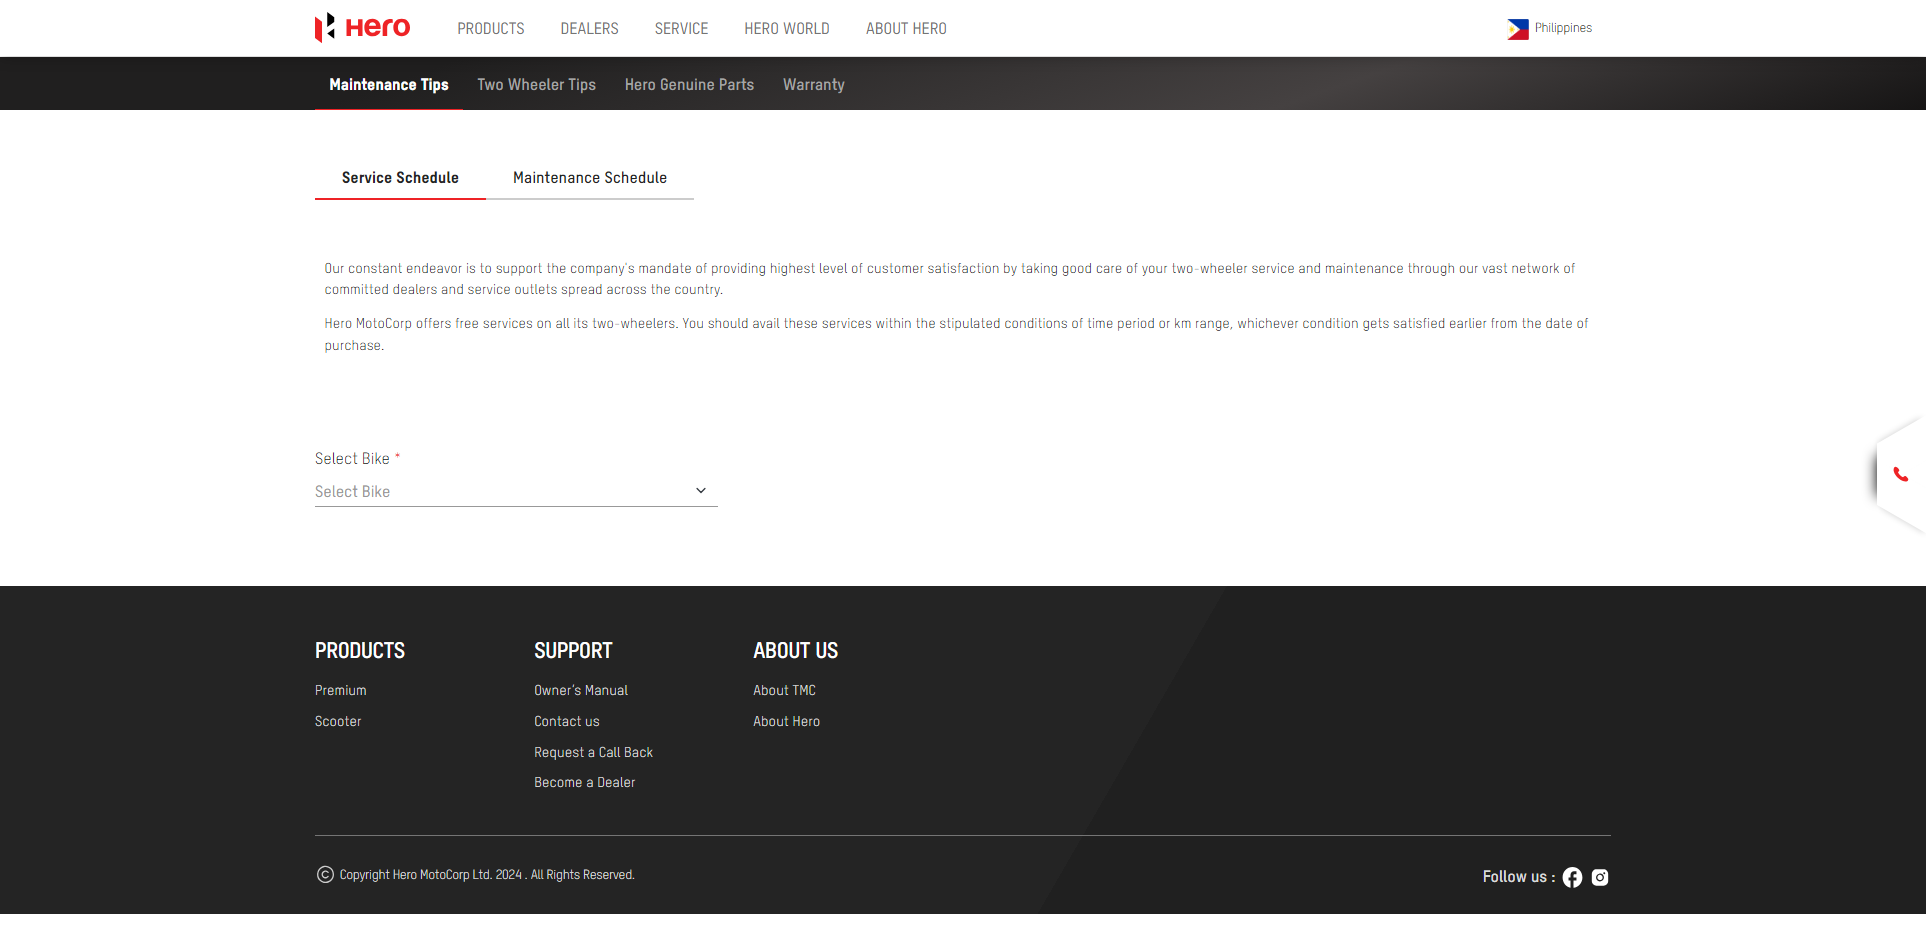 Hero
PRODUCTS DEALERS SERVICE HERO WORLD ABOUT HERO
Philippines
Maintenance Tips Two Wheeler Tips Hero Genuine Parts Warranty
Service Schedule Maintenance Schedule
Our constant endeavor is to support the company's mandate of providing highest level of customer satisfaction by taking good care of your two-wheeler service and maintenance through our vast network of
committed dealers and service outlets spread across the country.
Hero MotoCorp offers free services on all its two-wheelers. You should avail these services within the stipulated conditions of time period or km range, whichever condition gets satisfied earlier from the date of
purchase.
Select Bike *
Select Bike
PRODUCTS
Premium
Scooter
SUPPORT
Owner's Manual
Contact us
Request a Call Back
Become a Dealer
ABOUT US
About TMC
About Hero
© Copyright Hero MotoCorp Ltd. 2024 . All Rights Reserved.
Follow us :